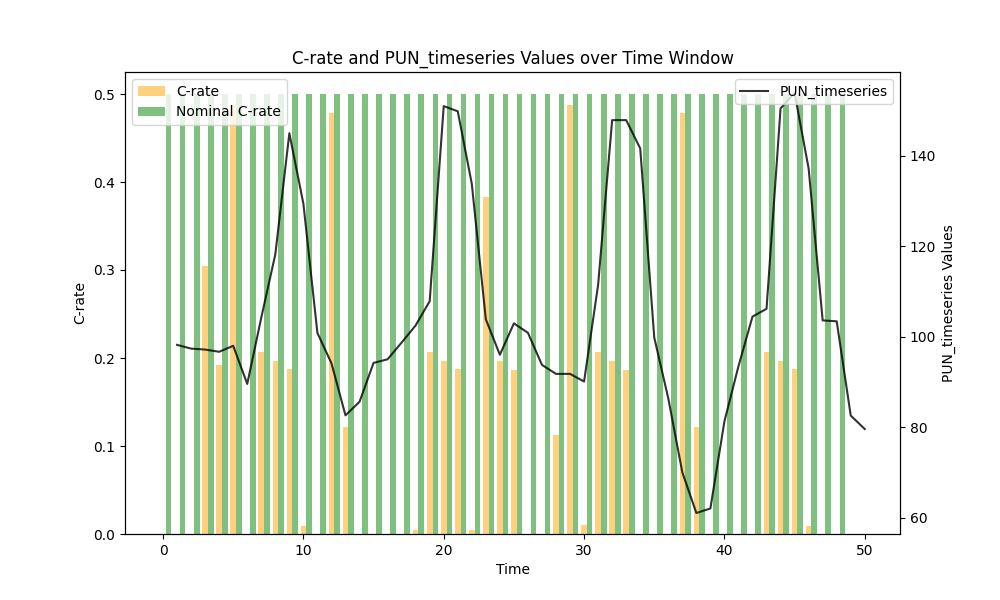 C-rate and PUN_timeseries Values over Time Window
C-rate
Nominal C-rate
PUN_timeseries
0.5
0.4
0.3
0.2
0.1
0.0
C-rate
140
120
100
80
60
PUN_timeseries Values
0 10 20 30 40 50
Time